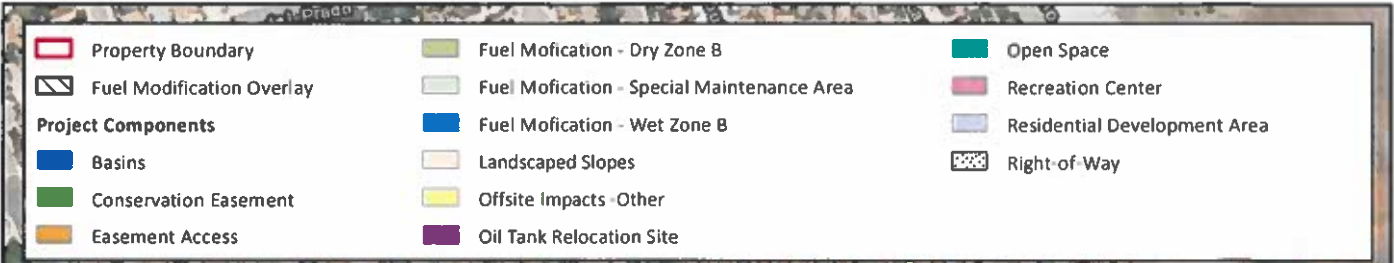 Prado
Property Boundary
Fuel Modification Overlay
Project Components
Basins
Conservation Easement
Easement Access
Fuel Mofication - Dry Zone B
Fuel Mofication - Special Maintenance Area
Fuel Mofication - Wet Zone B
Landscaped Slopes
Offsite Impacts -Other
Oil Tank Relocation Site
Open Space
Recreation Center
Residential Development Area
Right-of-Way